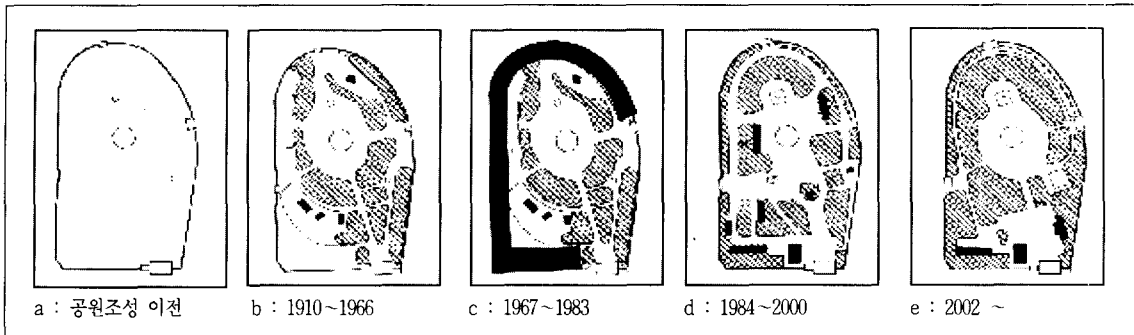 a : 공원조성 이전
b : 1910~1966
c : 1967~1983
d : 1984~2000
e : 2002 ~